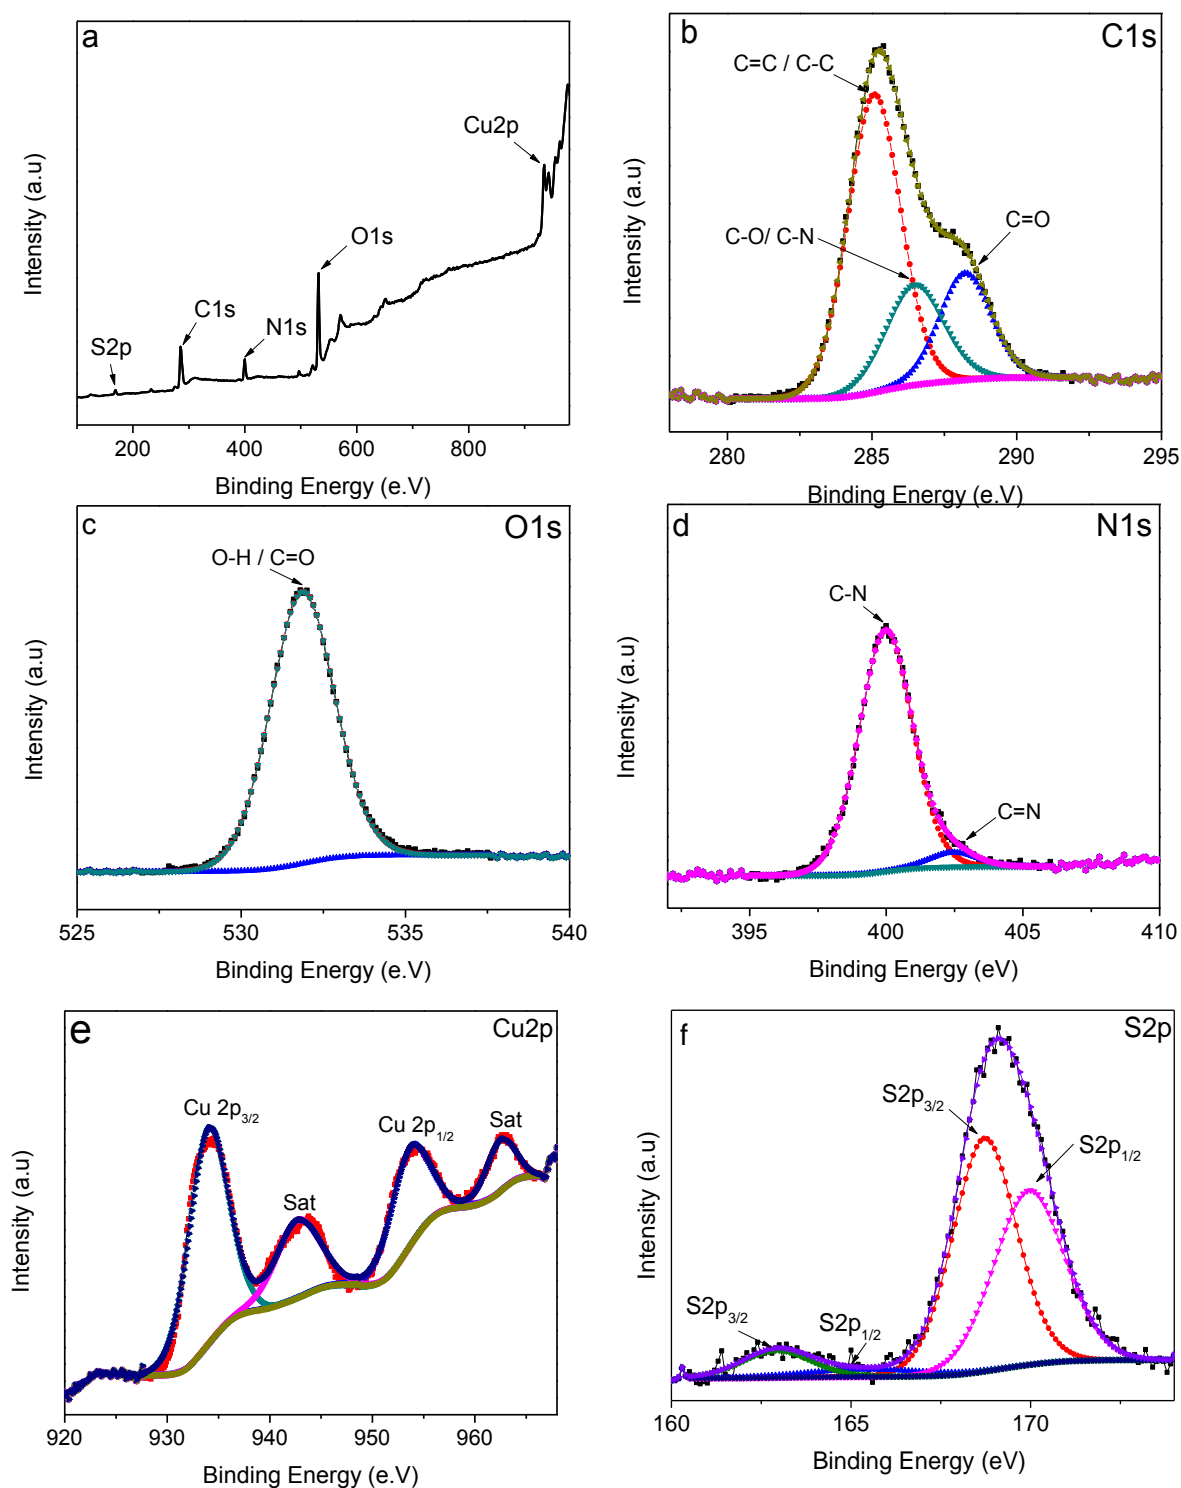 a
Cu2p
O1s
C1s
N1s
S2p
Intensity (a.u)
200 400 600 800
Binding Energy (e.V)
b
C1s
C=C / C-C
C-O/ C-N
C=O
Intensity (a.u)
280 285 290 295
Binding Energy (e.V)
c
O1s
O-H / C=O
Intensity (a.u)
525 530 535 540
Binding Energy (e.V)
d
N1s
C-N
C=N
Intensity (a.u)
395 400 405 410
Binding Energy (eV)
e
Cu2p
Cu 2p3/2
Cu 2p1/2
Sat
Sat
Intensity (a.u)
920 930 940 950 960
Binding Energy (e.V)
f
S2p
S2p3/2
S2p1/2
S2p3/2
S2p1/2
Intensity (a.u)
160 165 170
Binding Energy (eV)